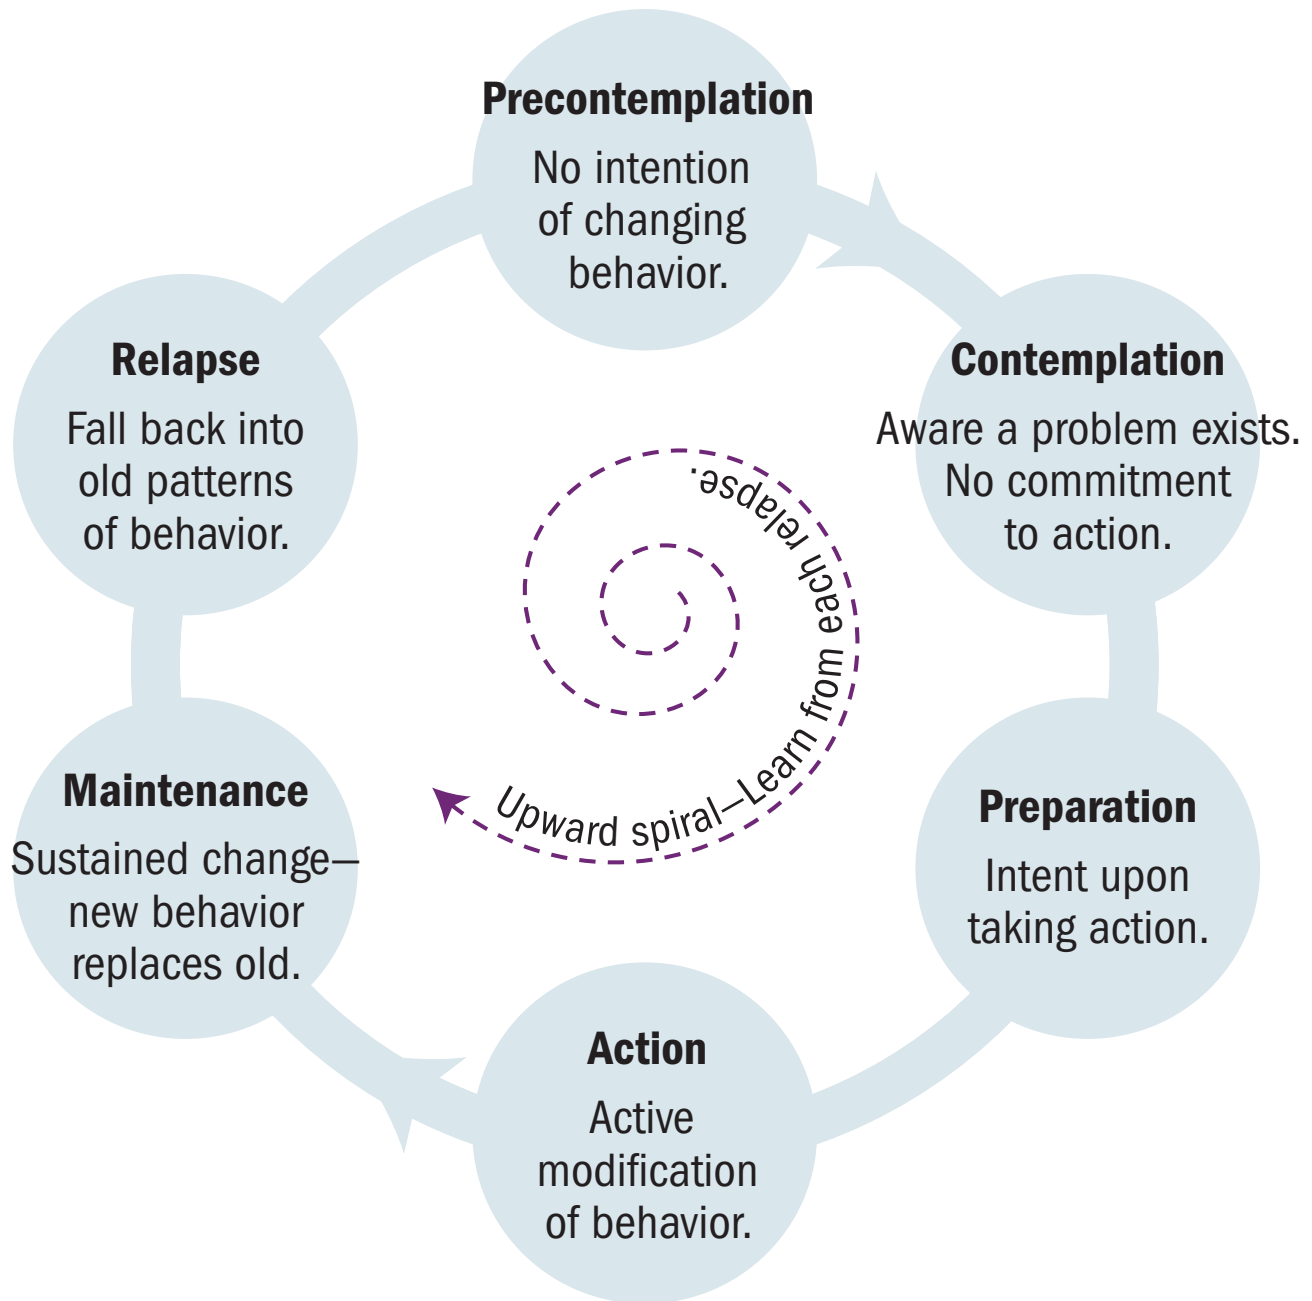 Precontemplation
No intention
of changing
behavior.
Contemplation
Aware a problem exists.
No commitment
to action.
Preparation
Intent upon
taking action.
Action
Active
modification
of behavior.
Maintenance
Sustained change—
new behavior
replaces old.
Relapse
Fall back into
old patterns
of behavior.
Upward spiral—Learn from each relapse.